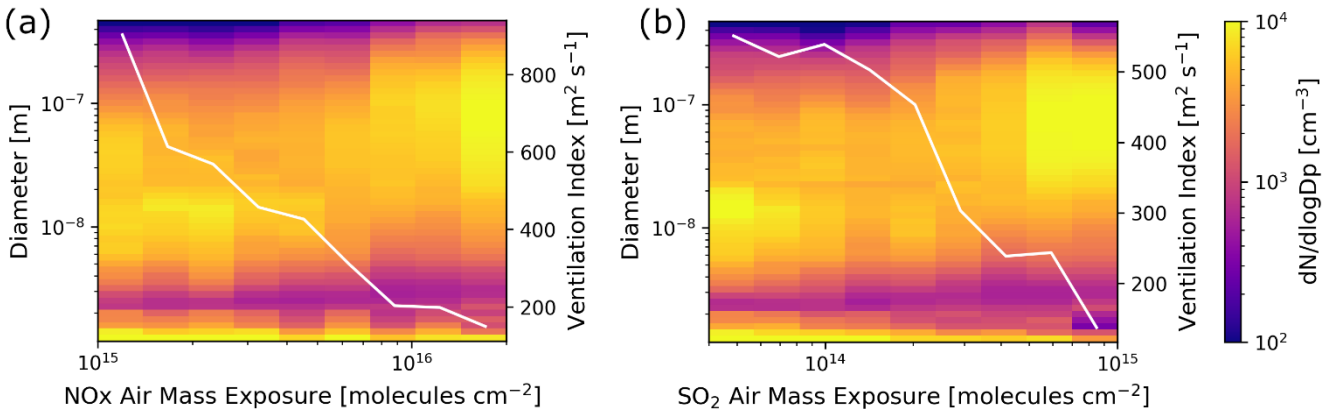 (a)
Diameter [m]
10⁻⁷
10⁻⁸
10¹⁵
10¹⁶
NOx Air Mass Exposure [molecules cm⁻²]
800
600
400
200
Ventilation Index [m² s⁻¹]
(b)
Diameter [m]
10⁻⁷
10⁻⁸
10¹⁴
10¹⁵
SO₂ Air Mass Exposure [molecules cm⁻²]
500
400
300
200
Ventilation Index [m² s⁻¹]
10⁴
10³
10²
dN/dlogDp [cm⁻³]